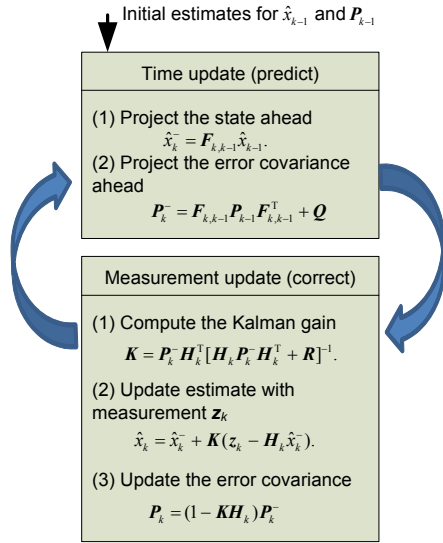 Initial estimates for x̂ₖ₋₁ and Pₖ₋₁
Time update (predict)
(1) Project the state ahead
x̂ₖ⁻ = Fₖ,ₖ₋₁x̂ₖ₋₁.
(2) Project the error covariance
ahead
Pₖ⁻ = Fₖ,ₖ₋₁Pₖ₋₁Fᵀₖ,ₖ₋₁ + Q
Measurement update (correct)
(1) Compute the Kalman gain
K = Pₖ⁻Hₖᵀ[HₖPₖ⁻Hₖᵀ + R]⁻¹.
(2) Update estimate with
measurement zₖ
x̂ₖ = x̂ₖ⁻ + K(zₖ − Hₖx̂ₖ⁻).
(3) Update the error covariance
Pₖ = (1 − KHₖ)Pₖ⁻